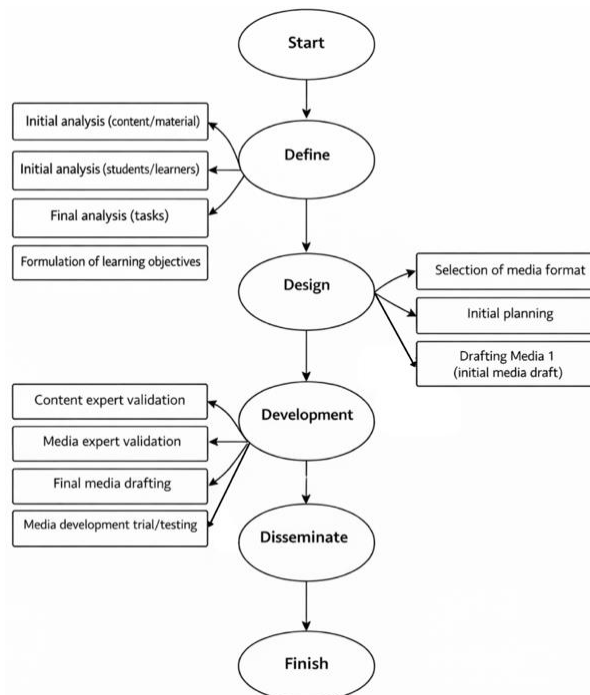 Start
Define
Initial analysis (content/material)
Initial analysis (students/learners)
Final analysis (tasks)
Formulation of learning objectives
Design
Selection of media format
Initial planning
Drafting Media 1
(initial media draft)
Development
Content expert validation
Media expert validation
Final media drafting
Media development trial/testing
Disseminate
Finish